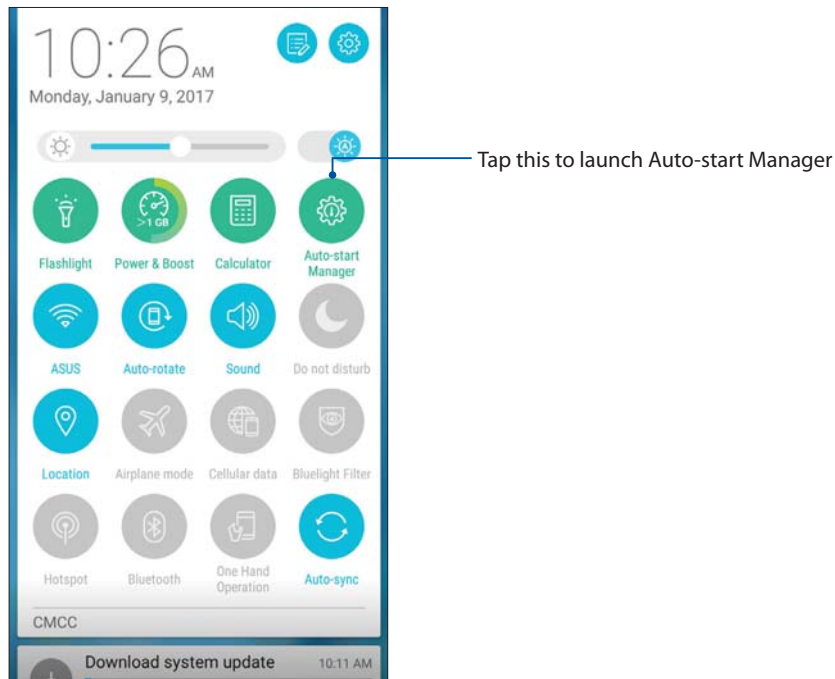 10:26 AM
Monday, January 9, 2017
Tap this to launch Auto-start Manager
>1 GB
Flashlight Power & Boost Calculator Auto-start
Manager
ASUS Auto-rotate Sound Do not disturb
Location Airplane mode Cellular data Bluelight Filter
Hotspot Bluetooth One Hand
Operation Auto-sync
CMCC
Download system update 10:11 AM